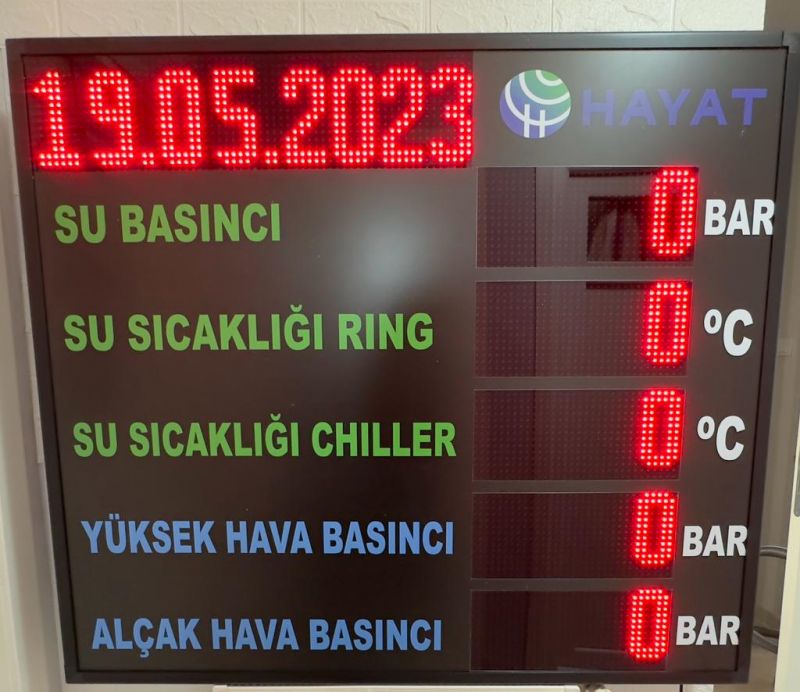 19.05.2023 HAYAT
SU BASINCI 0 BAR
SU SICAKLIĞI RING 0 ºC
SU SICAKLIĞI CHILLER 0 ºC
YÜKSEK HAVA BASINCI 0 BAR
ALÇAK HAVA BASINCI 0 BAR